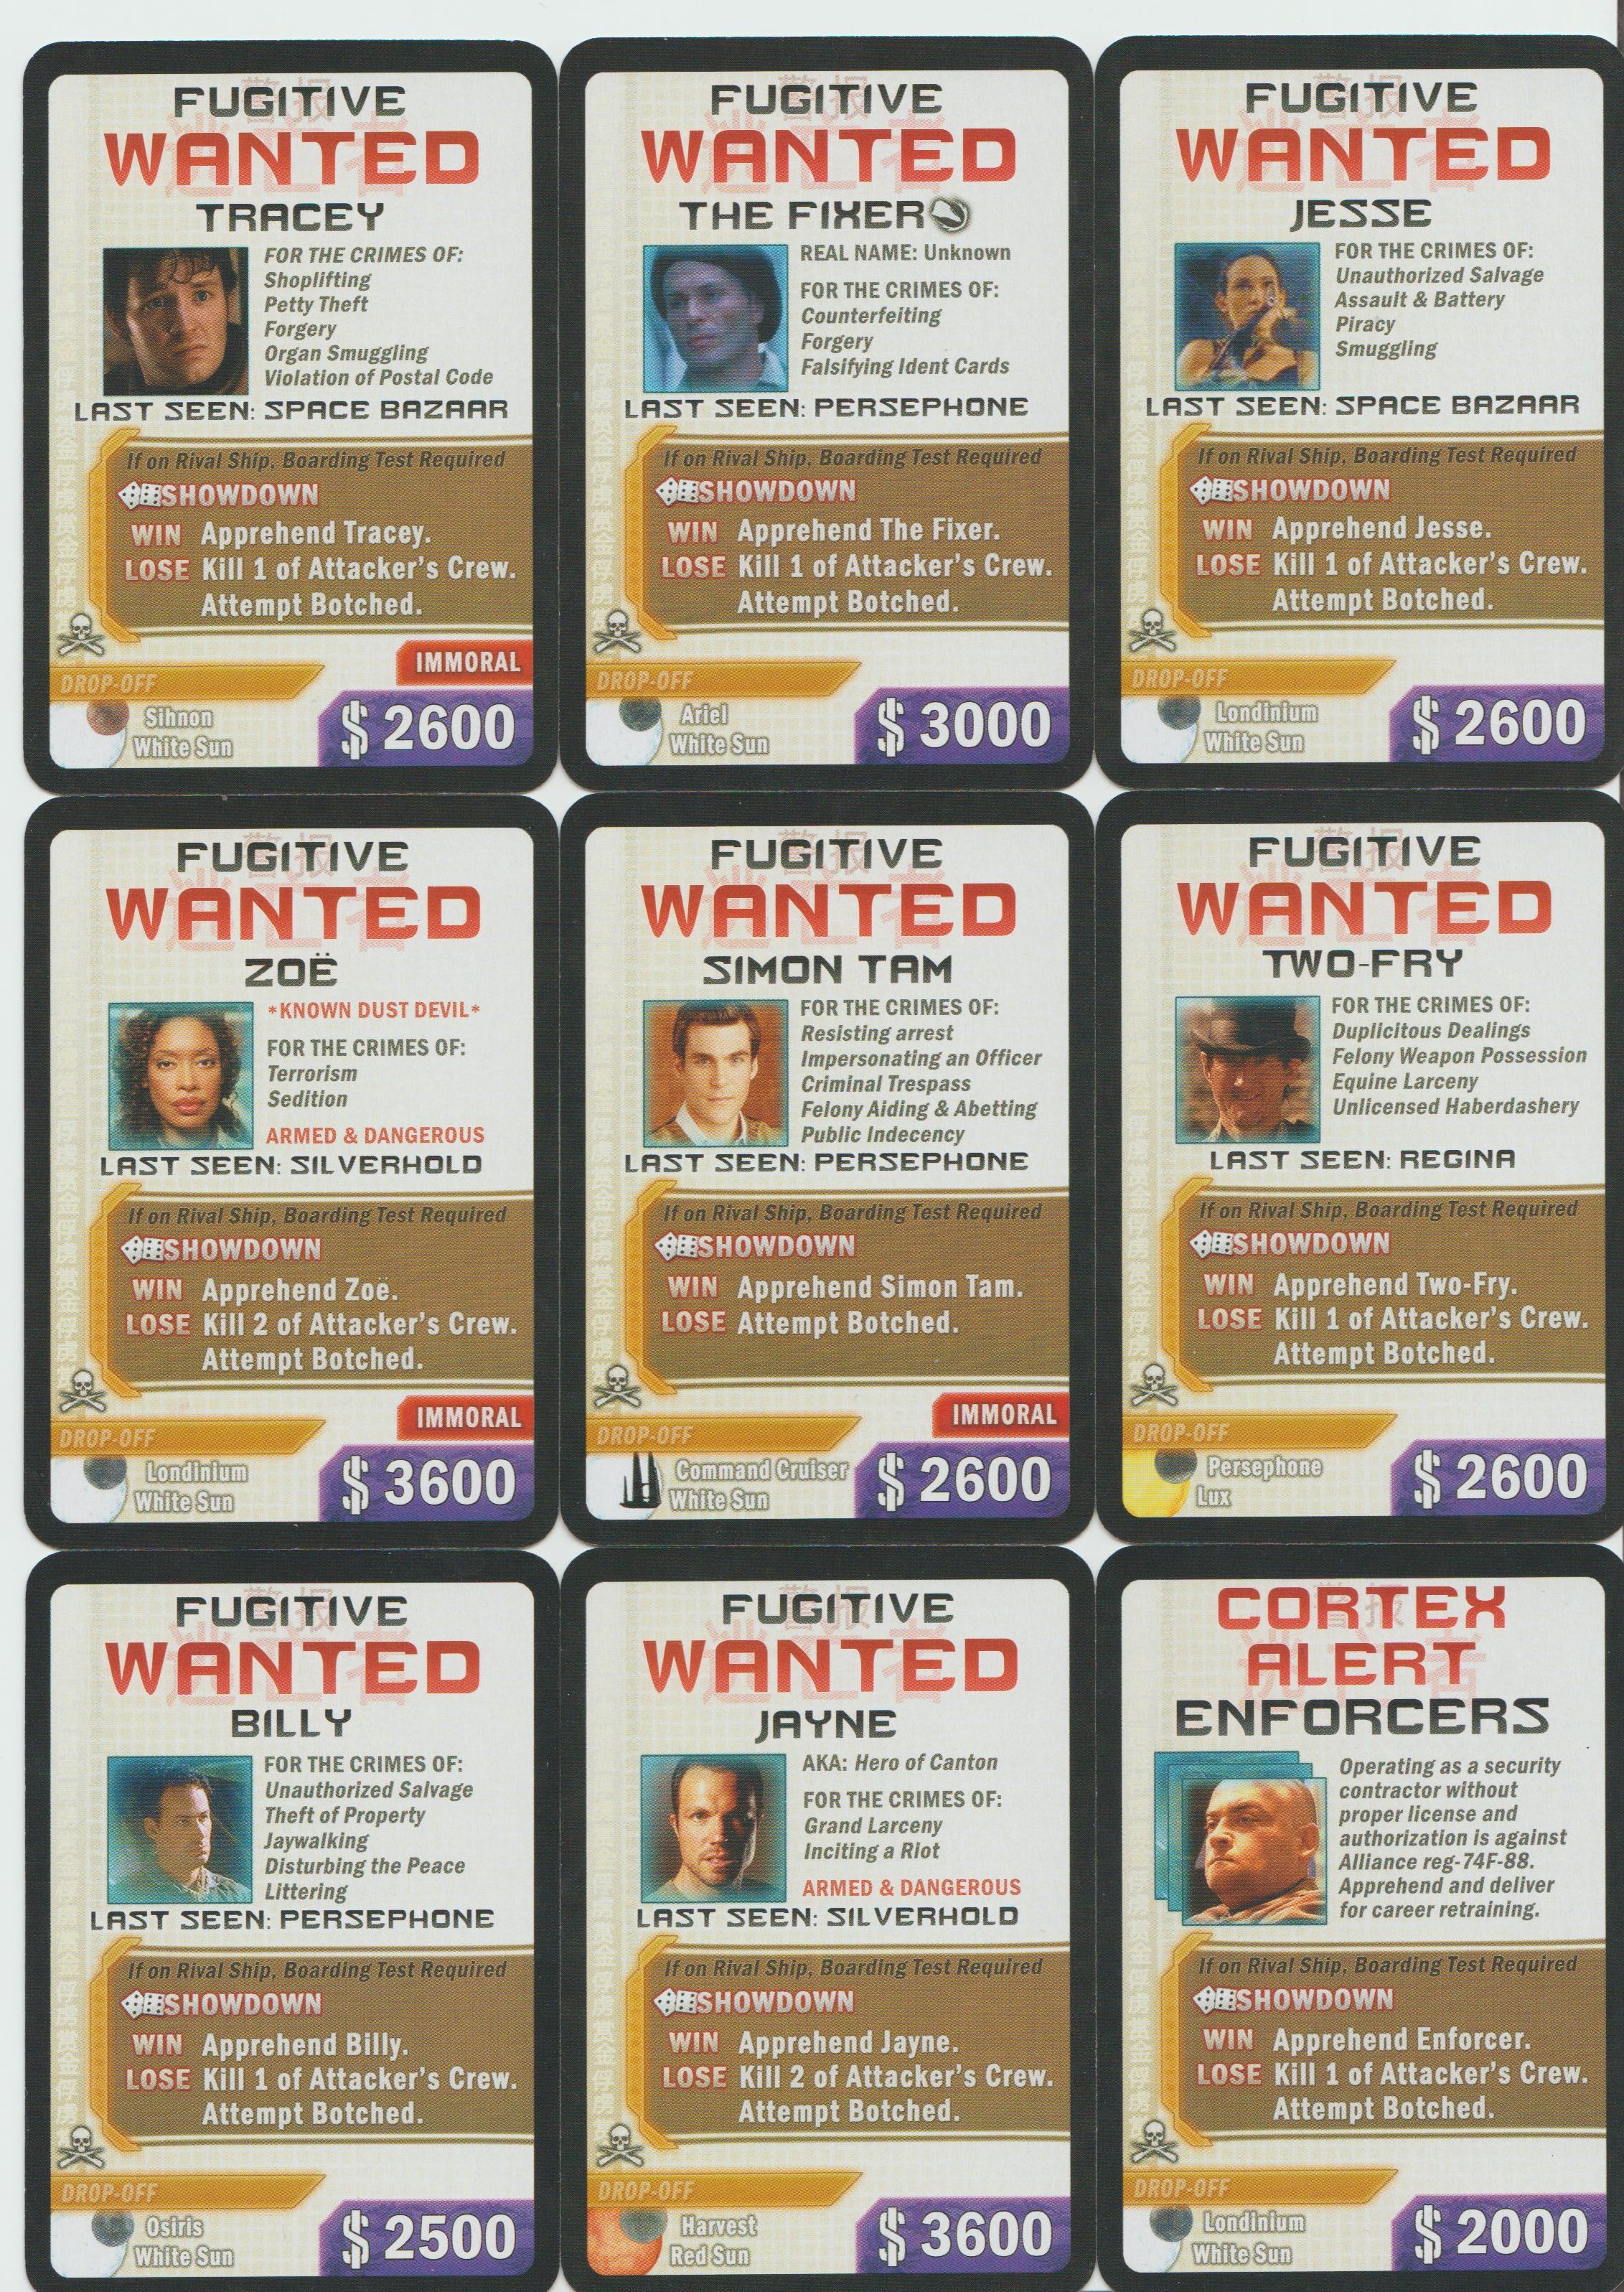 FUGITIVE
WANTED
TRACEY
FOR THE CRIMES OF:
Shoplifting
Petty Theft
Forgery
Organ Smuggling
Violation of Postal Code
LAST SEEN: SPACE BAZAAR
If on Rival Ship, Boarding Test Required
SHOWDOWN
WIN Apprehend Tracey.
LOSE Kill 1 of Attacker's Crew.
Attempt Botched.
IMMORAL
DROP-OFF
Sihnon
White Sun
$ 2600
FUGITIVE
WANTED
THE FIXER
REAL NAME: Unknown
FOR THE CRIMES OF:
Counterfeiting
Forgery
Falsifying Ident Cards
LAST SEEN: PERSEPHONE
If on Rival Ship, Boarding Test Required
SHOWDOWN
WIN Apprehend The Fixer.
LOSE Kill 1 of Attacker's Crew.
Attempt Botched.
DROP-OFF
Ariel
White Sun
$ 3000
FUGITIVE
WANTED
JESSE
FOR THE CRIMES OF:
Unauthorized Salvage
Assault & Battery
Piracy
Smuggling
LAST SEEN: SPACE BAZAAR
If on Rival Ship, Boarding Test Required
SHOWDOWN
WIN Apprehend Jesse.
LOSE Kill 1 of Attacker's Crew.
Attempt Botched.
DROP-OFF
Londinium
White Sun
$ 2600
FUGITIVE
WANTED
ZOË
*KNOWN DUST DEVIL*
FOR THE CRIMES OF:
Terrorism
Sedition
ARMED & DANGEROUS
LAST SEEN: SILVERHOLD
If on Rival Ship, Boarding Test Required
SHOWDOWN
WIN Apprehend Zoë.
LOSE Kill 2 of Attacker's Crew.
Attempt Botched.
IMMORAL
DROP-OFF
Londinium
White Sun
$ 3600
FUGITIVE
WANTED
SIMON TAM
FOR THE CRIMES OF:
Resisting arrest
Impersonating an Officer
Criminal Trespass
Felony Aiding & Abetting
Public Indecency
LAST SEEN: PERSEPHONE
If on Rival Ship, Boarding Test Required
SHOWDOWN
WIN Apprehend Simon Tam.
LOSE Attempt Botched.
IMMORAL
DROP-OFF
Command Cruiser
White Sun
$ 2600
FUGITIVE
WANTED
TWO-FRY
FOR THE CRIMES OF:
Duplicitous Dealings
Felony Weapon Possession
Equine Larceny
Unlicensed Haberdashery
LAST SEEN: REGINA
If on Rival Ship, Boarding Test Required
SHOWDOWN
WIN Apprehend Two-Fry.
LOSE Kill 1 of Attacker's Crew.
Attempt Botched.
DROP-OFF
Persephone
Lux
$ 2600
FUGITIVE
WANTED
BILLY
FOR THE CRIMES OF:
Unauthorized Salvage
Theft of Property
Jaywalking
Disturbing the Peace
Littering
LAST SEEN: PERSEPHONE
If on Rival Ship, Boarding Test Required
SHOWDOWN
WIN Apprehend Billy.
LOSE Kill 1 of Attacker's Crew.
Attempt Botched.
DROP-OFF
Osiris
White Sun
$ 2500
FUGITIVE
WANTED
JAYNE
AKA: Hero of Canton
FOR THE CRIMES OF:
Grand Larceny
Inciting a Riot
ARMED & DANGEROUS
LAST SEEN: SILVERHOLD
If on Rival Ship, Boarding Test Required
SHOWDOWN
WIN Apprehend Jayne.
LOSE Kill 2 of Attacker's Crew.
Attempt Botched.
DROP-OFF
Harvest
Red Sun
$ 3600
CORTEX
ALERT
ENFORCERS
Operating as a security
contractor without
proper license and
authorization is against
Alliance reg-74F-88.
Apprehend and deliver
for career retraining.
If on Rival Ship, Boarding Test Required
SHOWDOWN
WIN Apprehend Enforcer.
LOSE Kill 1 of Attacker's Crew.
Attempt Botched.
DROP-OFF
Londinium
White Sun
$ 2000